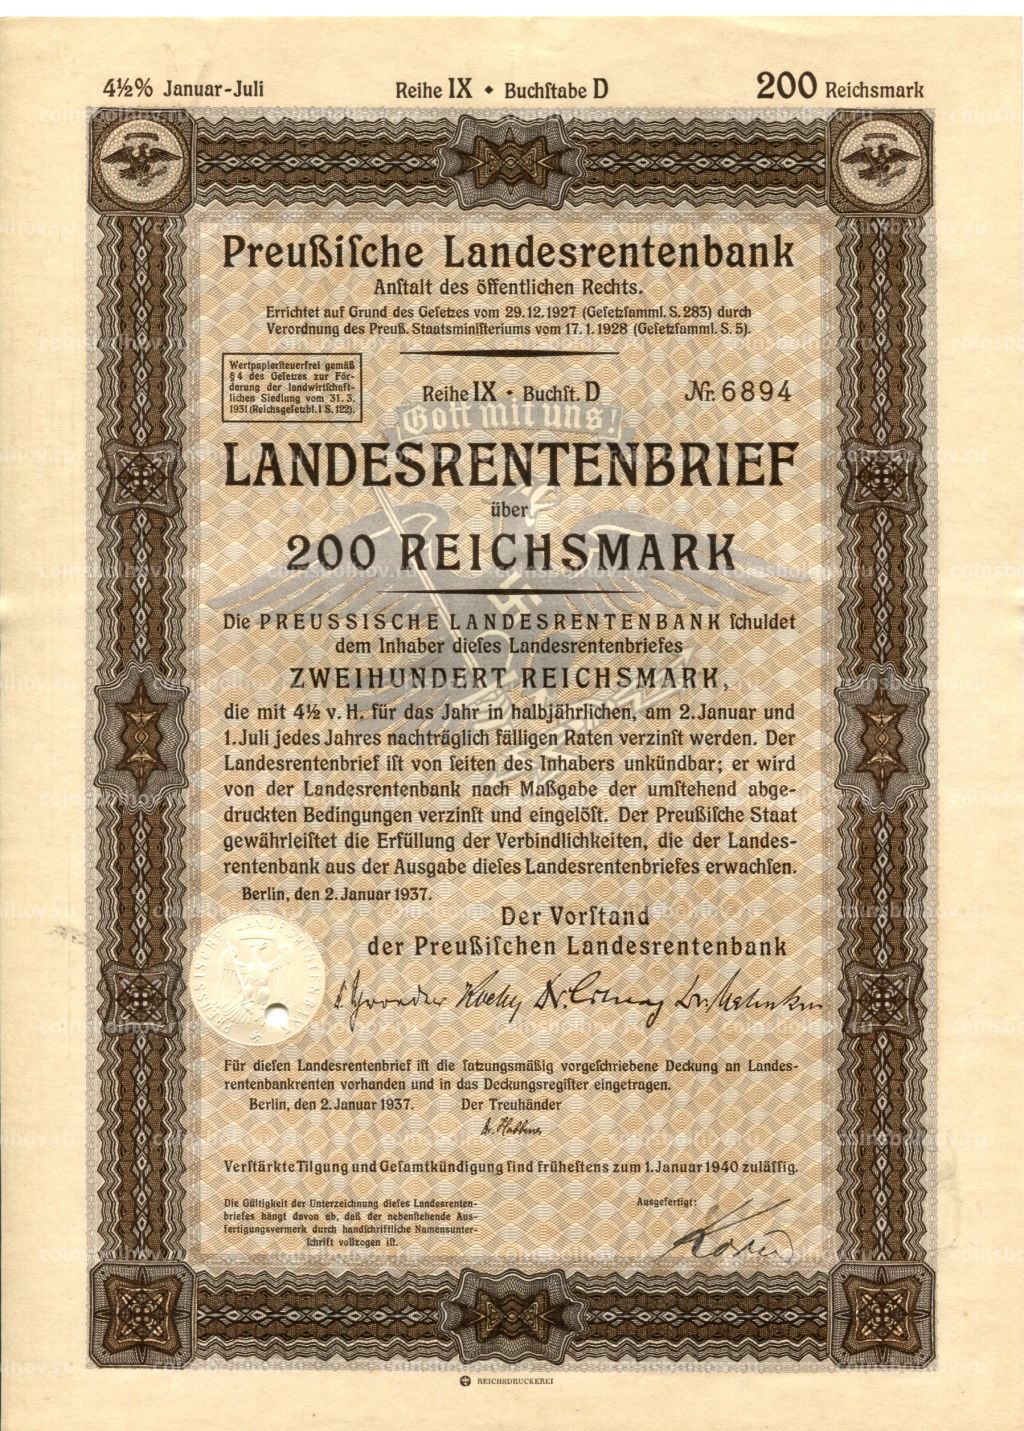 4½% Januar-Juli Reihe IX • Buchſtabe D 200 Reichsmark
Preußiſche Landesrentenbank
Anſtalt des öffentlichen Rechts.
Errichtet auf Grund des Geſetzes vom 29.12.1927 (Geſetzſamml. S. 283) durch
Verordnung des Preuß. Staatsminiſteriums vom 17.1.1928 (Geſetzſamml. S. 5).
Wertpapierſteuerfrei gemäß
§ 4 des Geſetzes zur För-
derung der landwirtſchaft-
lichen Siedlung vom 31. 3.
1931 (Reichsgeſetzbl. I S. 122).
Reihe IX • Buchſt. D Nr. 6894
Gott mit uns!
LANDESRENTENBRIEF
über
200 REICHSMARK
Die PREUSSISCHE LANDESRENTENBANK ſchuldet
dem Inhaber dieſes Landesrentenbriefes
ZWEIHUNDERT REICHSMARK,
die mit 4½ v. H. für das Jahr in halbjährlichen, am 2. Januar und
1. Juli jedes Jahres nachträglich fälligen Raten verzinſt werden. Der
Landesrentenbrief iſt von ſeiten des Inhabers unkündbar; er wird
von der Landesrentenbank nach Maßgabe der umſtehend abge-
druckten Bedingungen verzinſt und eingelöſt. Der Preußiſche Staat
gewährleiſtet die Erfüllung der Verbindlichkeiten, die der Landes-
rentenbank aus der Ausgabe dieſes Landesrentenbriefes erwachſen.
Berlin, den 2. Januar 1937.
Der Vorſtand
der Preußiſchen Landesrentenbank
PREUSSISCHE LANDESRENTENBANK
Für dieſen Landesrentenbrief iſt die ſatzungsmäßig vorgeſchriebene Deckung an Landes-
rentenbankrenten vorhanden und in das Deckungsregiſter eingetragen.
Berlin, den 2. Januar 1937. Der Treuhänder
Verſtärkte Tilgung und Geſamtkündigung ſind früheſtens zum 1. Januar 1940 zuläſſig.
Die Gültigkeit der Unterzeichnung dieſes Landesrenten-
briefes hängt davon ab, daß der nebenſtehende Aus-
fertigungsvermerk durch handſchriftliche Namensunter-
ſchrift vollzogen iſt.
Ausgefertigt:
REICHSDRUCKEREI
coinsbolhov.ru